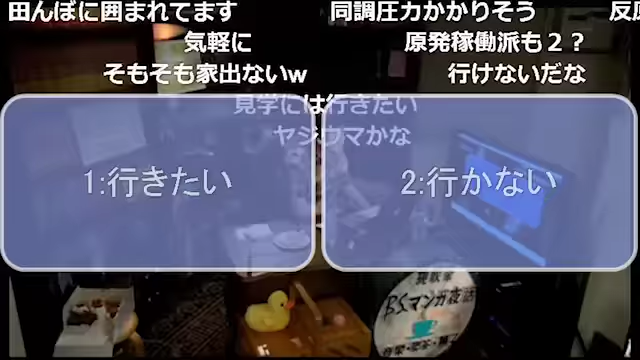 田んぼに囲まれてます 同調圧力かかりそう 反原
気軽に 原発稼働派も２？
そもそも家出ないw 行けないだな
見学には行きたい
ヤジウマかな
1:行きたい 2:行かない
BSマンガ夜話